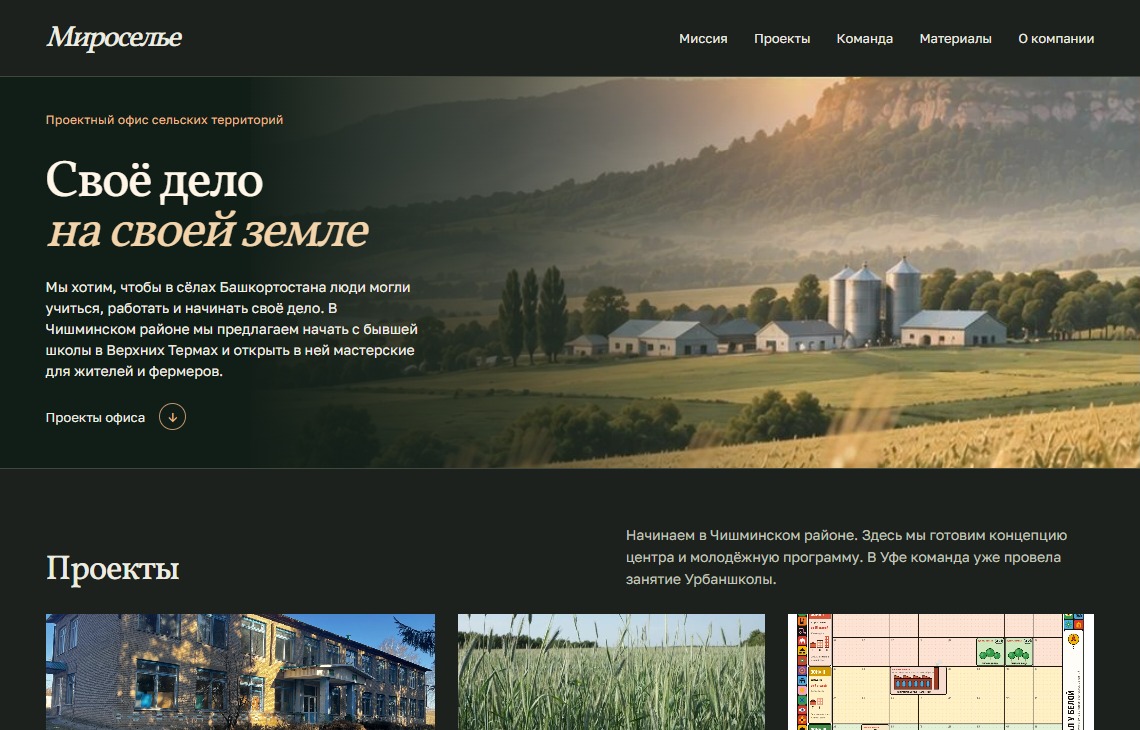 Мироселье
Миссия Проекты Команда Материалы О компании
Проектный офис сельских территорий
Своё дело
на своей земле
Мы хотим, чтобы в сёлах Башкортостана люди могли
учиться, работать и начинать своё дело. В
Чишминском районе мы предлагаем начать с бывшей
школы в Верхних Термах и открыть в ней мастерские
для жителей и фермеров.
Проекты офиса
Проекты
Начинаем в Чишминском районе. Здесь мы готовим концепцию
центра и молодёжную программу. В Уфе команда уже провела
занятие Урбаншколы.
Л У БЕЛОЙ